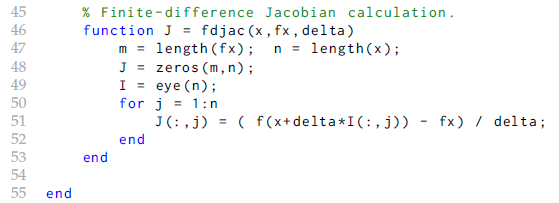 45 % Finite-difference Jacobian calculation.
46 function J = fdjac(x,fx,delta)
47 m = length(fx); n = length(x);
48 J = zeros(m,n);
49 I = eye(n);
50 for j = 1:n
51 J(:,j) = ( f(x+delta*I(:,j)) - fx) / delta;
52 end
53 end
54
55 end